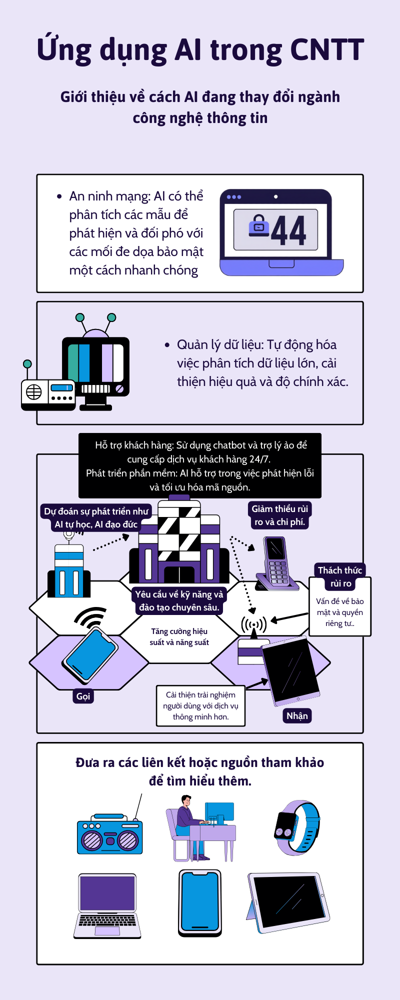 Ứng dụng AI trong CNTT
Giới thiệu về cách AI đang thay đổi ngành
công nghệ thông tin
• An ninh mạng: AI có thể
phân tích các mẫu để
phát hiện và đối phó với
các mối đe dọa bảo mật
một cách nhanh chóng
44
• Quản lý dữ liệu: Tự động hóa
việc phân tích dữ liệu lớn, cải
thiện hiệu quả và độ chính xác.
Hỗ trợ khách hàng: Sử dụng chatbot và trợ lý ảo để
cung cấp dịch vụ khách hàng 24/7.
Phát triển phần mềm: AI hỗ trợ trong việc phát hiện lỗi
và tối ưu hóa mã nguồn.
Dự đoán sự phát triển như
AI tự học, AI đạo đức
Giảm thiểu rủi
ro và chi phí.
Thách thức
rủi ro
Vấn đề về bảo
mật và quyền
riêng tư..
Yêu cầu về kỹ năng và
đào tạo chuyên sâu.
Tăng cường hiệu
suất và năng suất
Gọi
Cải thiện trải nghiệm
người dùng với dịch vụ
thông minh hơn.
Nhận
Đưa ra các liên kết hoặc nguồn tham khảo
để tìm hiểu thêm.